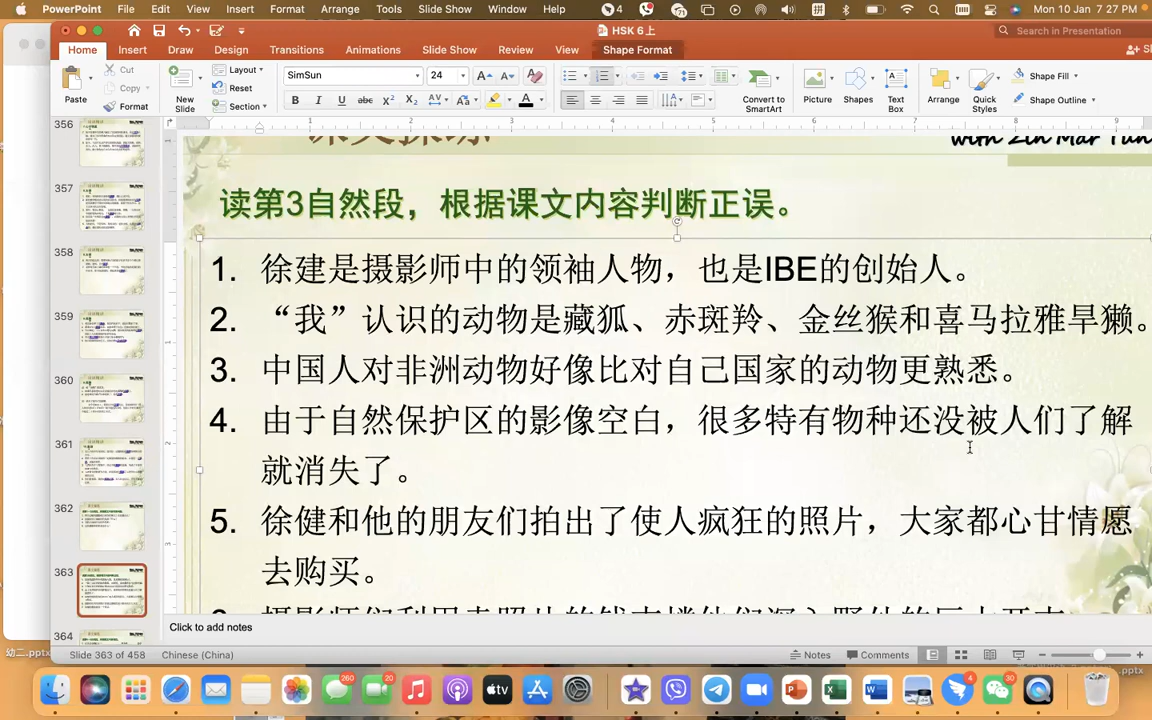 PowerPoint File Edit View Insert Format Arrange Tools Slide Show Window Help Mon 10 Jan 7 27 PM
HSK 6上
Search in Presentation
Home Insert Draw Design Transitions Animations Slide Show Review View Shape Format
Paste Cut Copy Format New Slide Layout Reset Section SimSun 24 Convert to SmartArt Picture Shapes Text Box Arrange Quick Styles Shape Fill Shape Outline
356
357
358
359
360
361
362
363
364
with Zin Mar Tun
读第3自然段，根据课文内容判断正误。
1. 徐建是摄影师中的领袖人物，也是IBE的创始人。
2. “我”认识的动物是藏狐、赤斑羚、金丝猴和喜马拉雅旱獭。
3. 中国人对非洲动物好像比对自己国家的动物更熟悉。
4. 由于自然保护区的影像空白，很多特有物种还没被人们了解
就消失了。
5. 徐健和他的朋友们拍出了使人疯狂的照片，大家都心甘情愿
去购买。
Click to add notes
Slide 363 of 458 Chinese (China) Notes Comments
幼二.pptx
.pptx